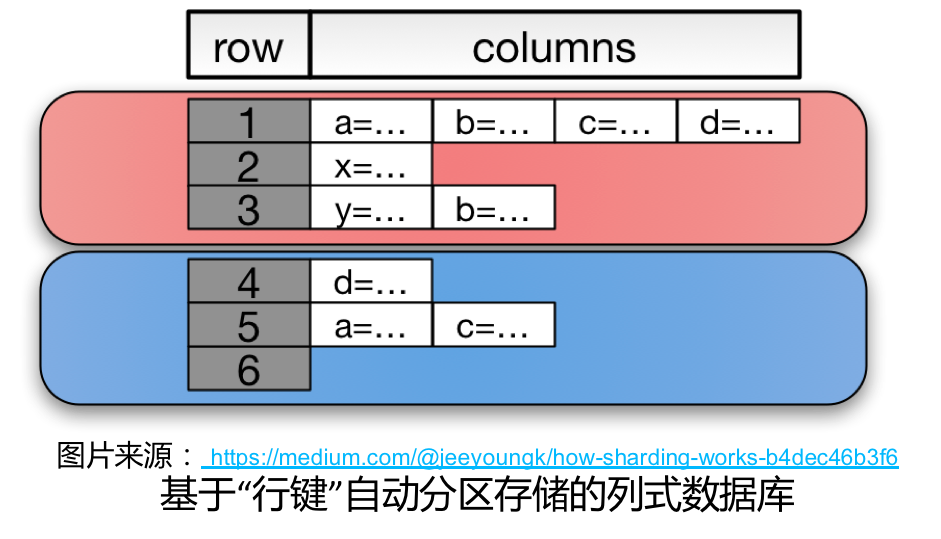 row columns
1 a=... b=... c=... d=...
2 x=...
3 y=... b=...
4 d=...
5 a=... c=...
6
图片来源： https://medium.com/@jeeyoungk/how-sharding-works-b4dec46b3f6
基于“行键”自动分区存储的列式数据库